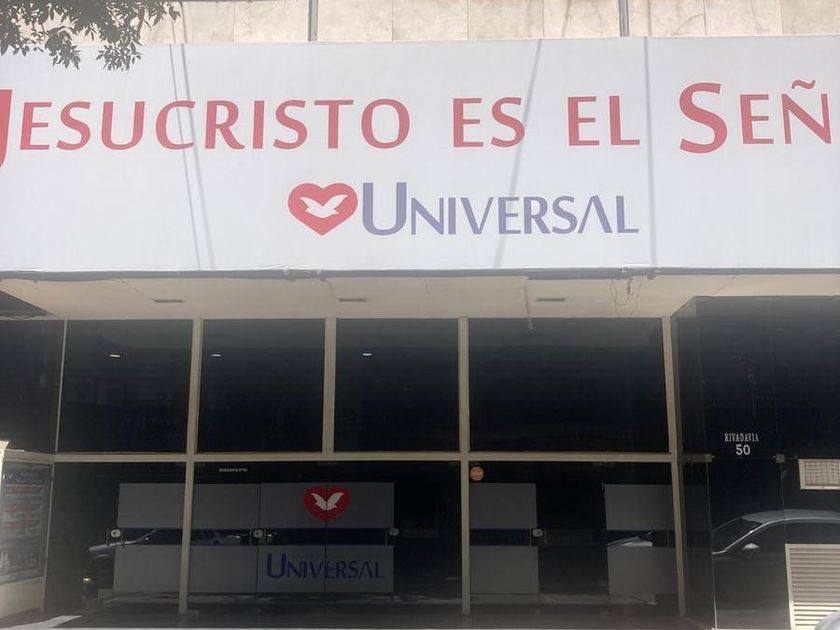 JESUCRISTO ES EL SEÑ
UNIVERSAL
RIVADAVIA
50
UNIVERSAL